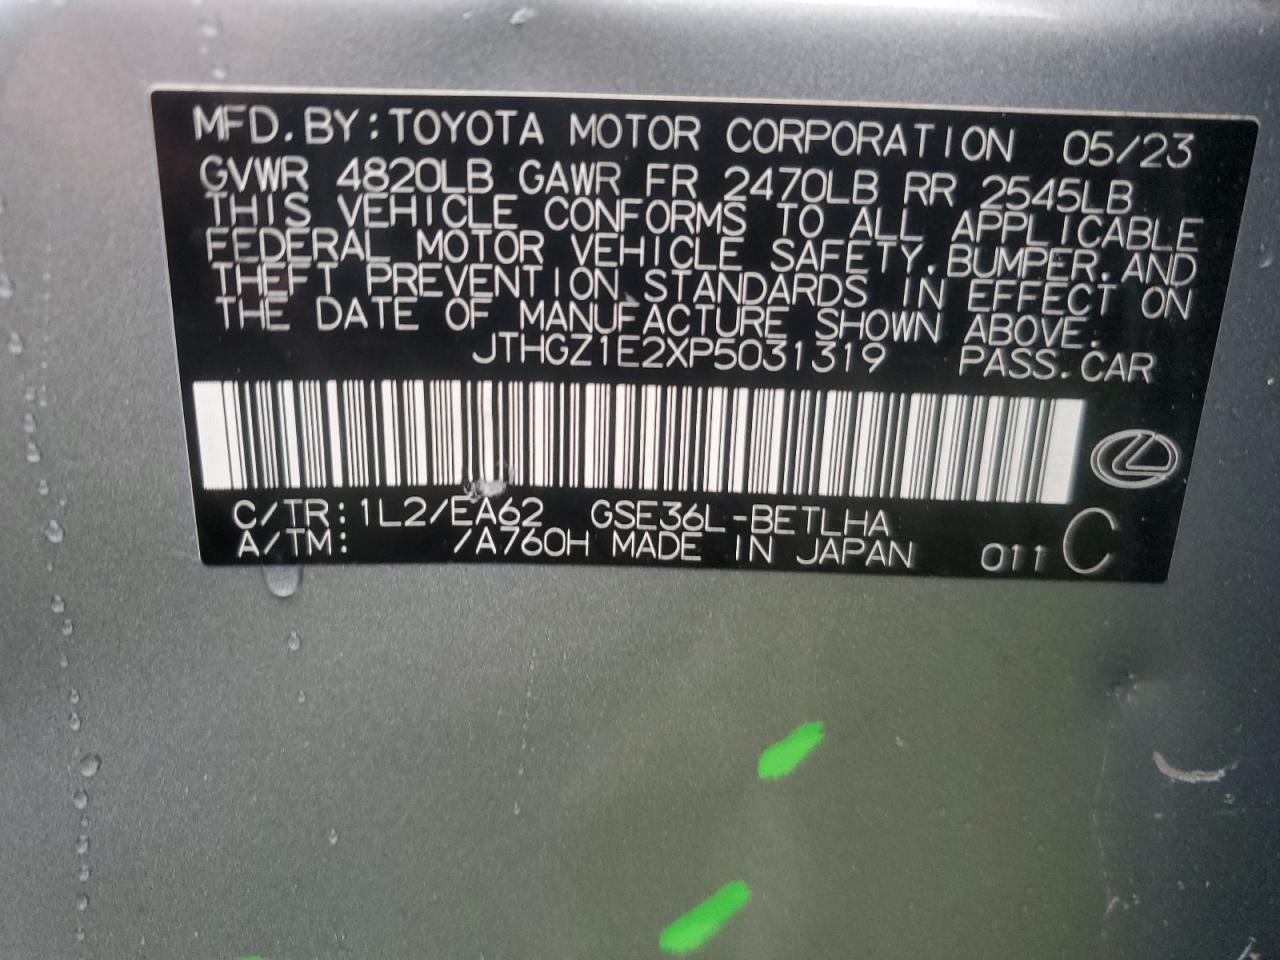 MFD.BY:TOYOTA MOTOR CORPORATION 05/23
GVWR 4820LB GAWR FR 2470LB RR 2545LB
THIS VEHICLE CONFORMS TO ALL APPLICABLE
FEDERAL MOTOR VEHICLE SAFETY,BUMPER,AND
THEFT PREVENTION STANDARDS IN EFFECT ON
THE DATE OF MANUFACTURE SHOWN ABOVE.
JTHGZ1E2XP5031319 PASS.CAR
C/TR:1L2/EA62 GSE36L-BETLHA
A/TM: /A760H MADE IN JAPAN 011 C